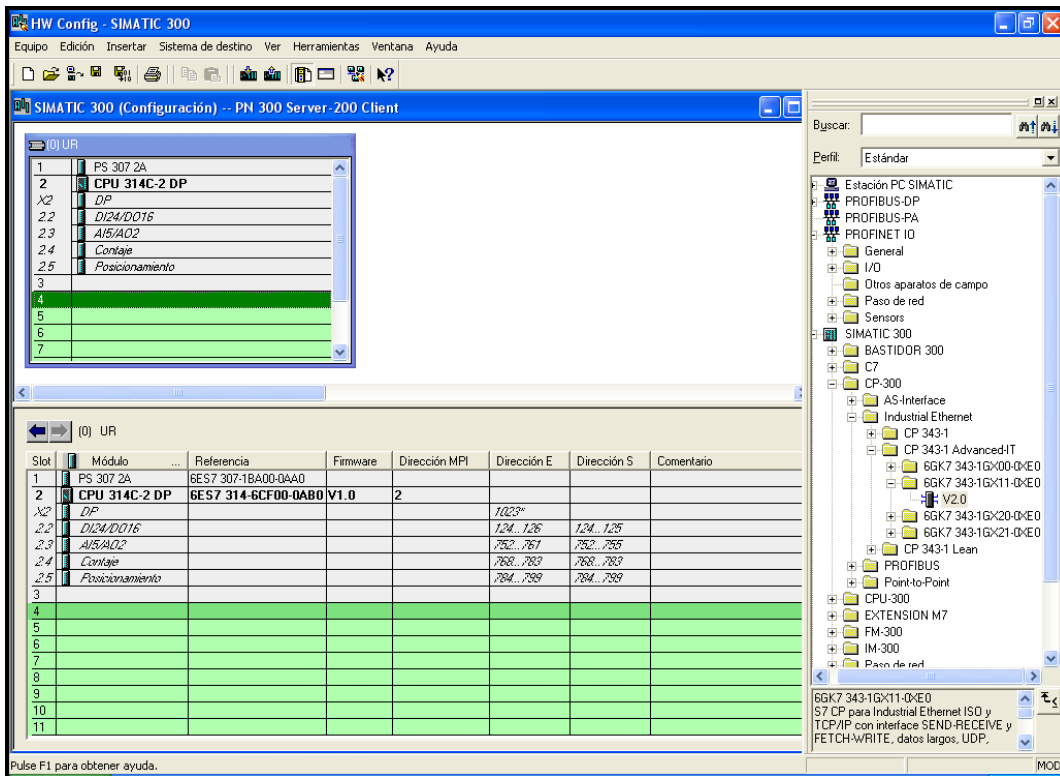 HW Config - SIMATIC 300
Equipo Edición Insertar Sistema de destino Ver Herramientas Ventana Ayuda
SIMATIC 300 (Configuración) -- PN 300 Server-200 Client
(0) UR
1 PS 307 2A
2 CPU 314C-2 DP
X2 DP
2.2 DI24/DO16
2.3 AI5/AO2
2.4 Contaje
2.5 Posicionamiento
3
4
5
6
7
(0) UR
Slot Módulo ... Referencia Firmware Dirección MPI Dirección E Dirección S Comentario
1 PS 307 2A 6ES7 307-1BA00-0AA0
2 CPU 314C-2 DP 6ES7 314-6CF00-0AB0 V1.0 2
X2 DP 1023*
2.2 DI24/DO16 124...126 124...125
2.3 AI5/AO2 752...761 752...755
2.4 Contaje 768...783 768...783
2.5 Posicionamiento 784...799 784...799
3
4
5
6
7
8
9
10
11
Buscar:
Perfil: Estándar
Estación PC SIMATIC
PROFIBUS-DP
PROFIBUS-PA
PROFINET IO
General
I/O
Otros aparatos de campo
Paso de red
Sensors
SIMATIC 300
BASTIDOR 300
C7
CP-300
AS-Interface
Industrial Ethernet
CP 343-1
CP 343-1 Advanced-IT
6GK7 343-1GX00-0XE0
6GK7 343-1GX11-0XE0
V2.0
6GK7 343-1GX20-0XE0
6GK7 343-1GX21-0XE0
CP 343-1 Lean
PROFIBUS
Point-to-Point
CPU-300
EXTENSION M7
FM-300
IM-300
Paso de red
6GK7 343-1GX11-0XE0
S7 CP para Industrial Ethernet ISO y
TCP/IP con interface SEND-RECEIVE y
FETCH-WRITE, datos largos, UDP,
Pulse F1 para obtener ayuda.
MOD